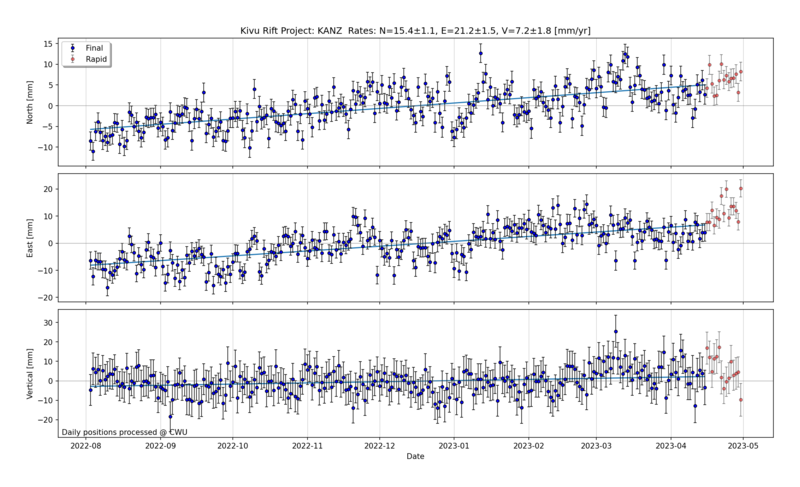 Kivu Rift Project: KANZ Rates: N=15.4±1.1, E=21.2±1.5, V=7.2±1.8 [mm/yr]
Final
Rapid
North [mm]
15
10
5
0
−5
−10
East [mm]
20
10
0
−10
−20
Vertical [mm]
30
20
10
0
−10
−20
Daily positions processed @ CWU
2022-08 2022-09 2022-10 2022-11 2022-12 2023-01 2023-02 2023-03 2023-04 2023-05
Date